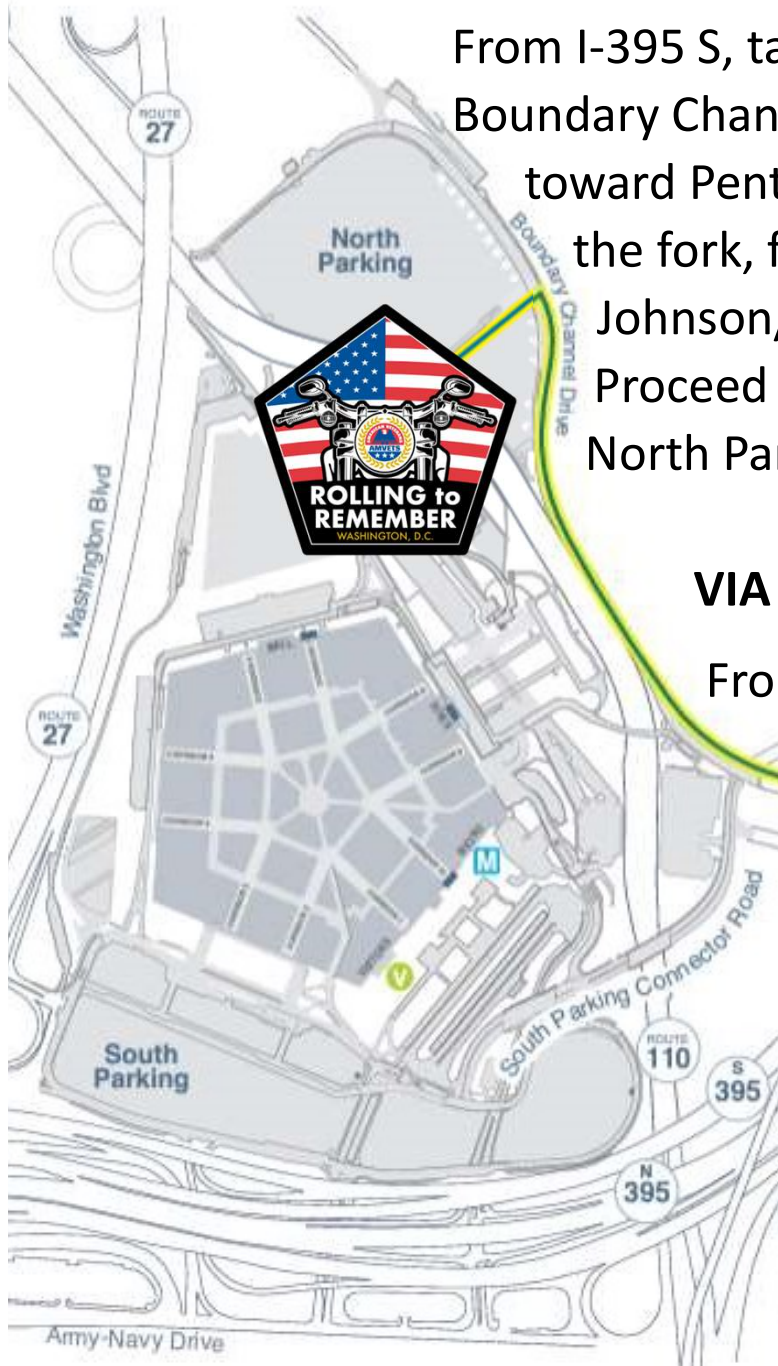 From I-395 S, ta
Boundary Chan
toward Pent
the fork, f
Johnson,
Proceed
North Par
VIA
Fro
ROUTE
27
North
Parking
Boundary Channel Drive
AMVETS
ROLLING to
REMEMBER
WASHINGTON, D.C.
Washington Blvd
ROUTE
27
M
V
South Parking Connector Road
South
Parking
ROUTE
110
S
395
N
395
Army-Navy Drive